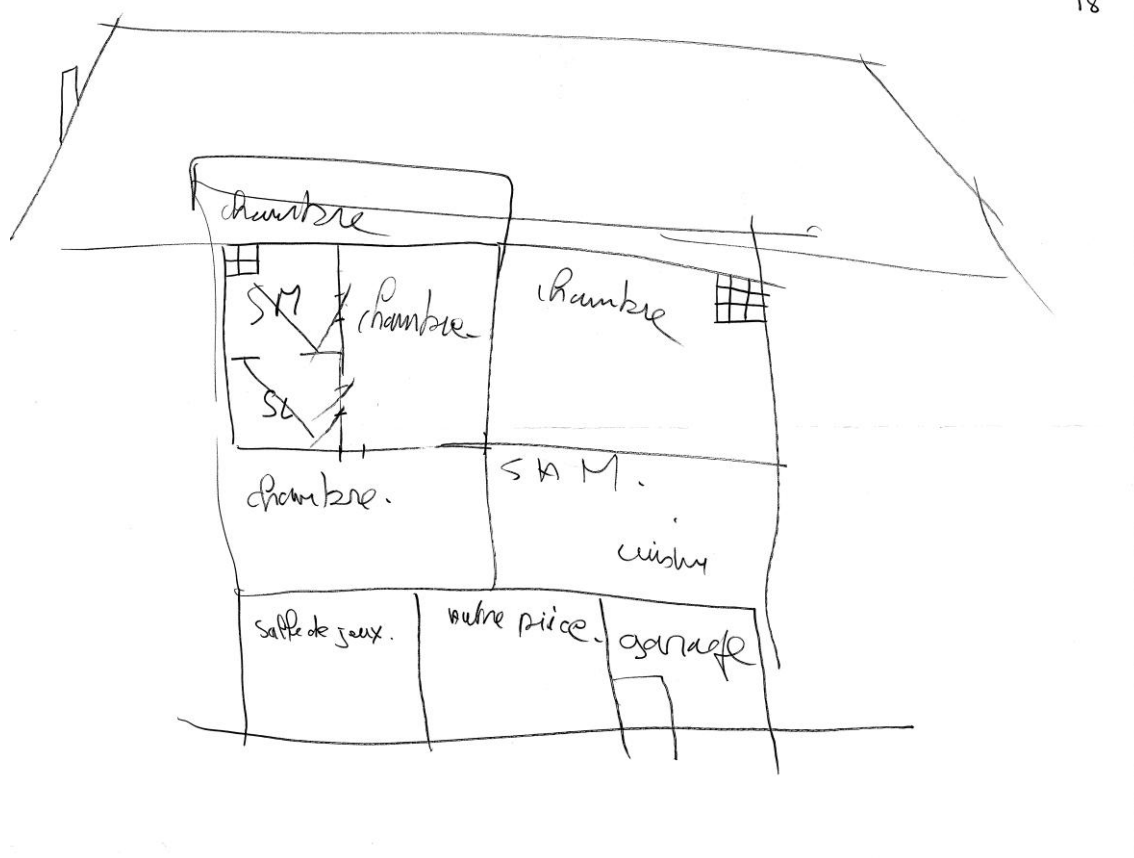 18
chambre
SM
chambre.
chambre
SL
chambre.
SAM.
cuisine
salle de jeux.
autre pièce.
garage